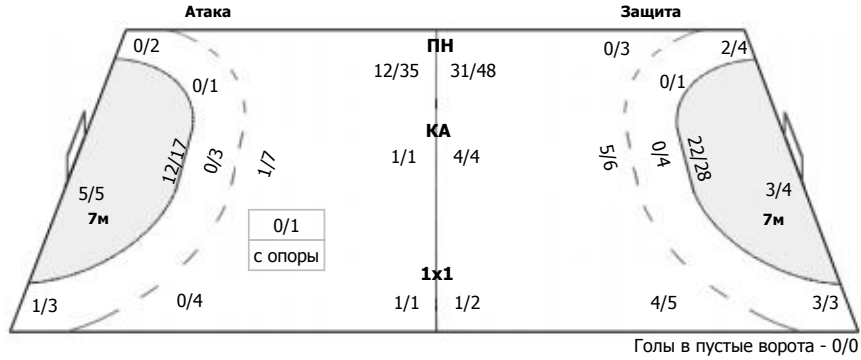 Атака Защита
0/2 ПН 0/3 2/4
12/35 31/48
0/1 0/1
КА
12/17 0/3 1/7 1/1 4/4 5/6 0/4 22/28
5/5 3/4
7м 7м
0/1
с опоры
1x1
1/3 0/4 1/1 1/2 4/5 3/3
Голы в пустые ворота - 0/0